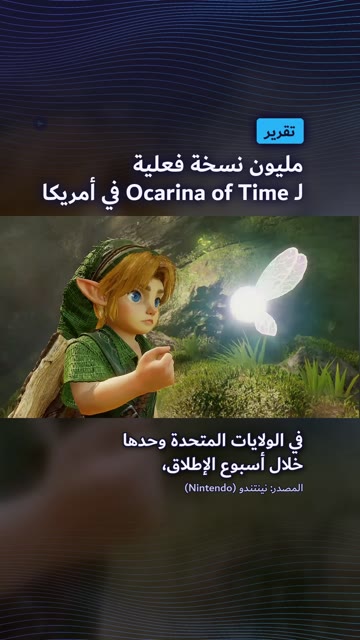 تقرير
مليون نسخة فعلية
لـ Ocarina of Time في أمريكا
في الولايات المتحدة وحدها
خلال أسبوع الإطلاق،
المصدر: نينتندو (Nintendo)